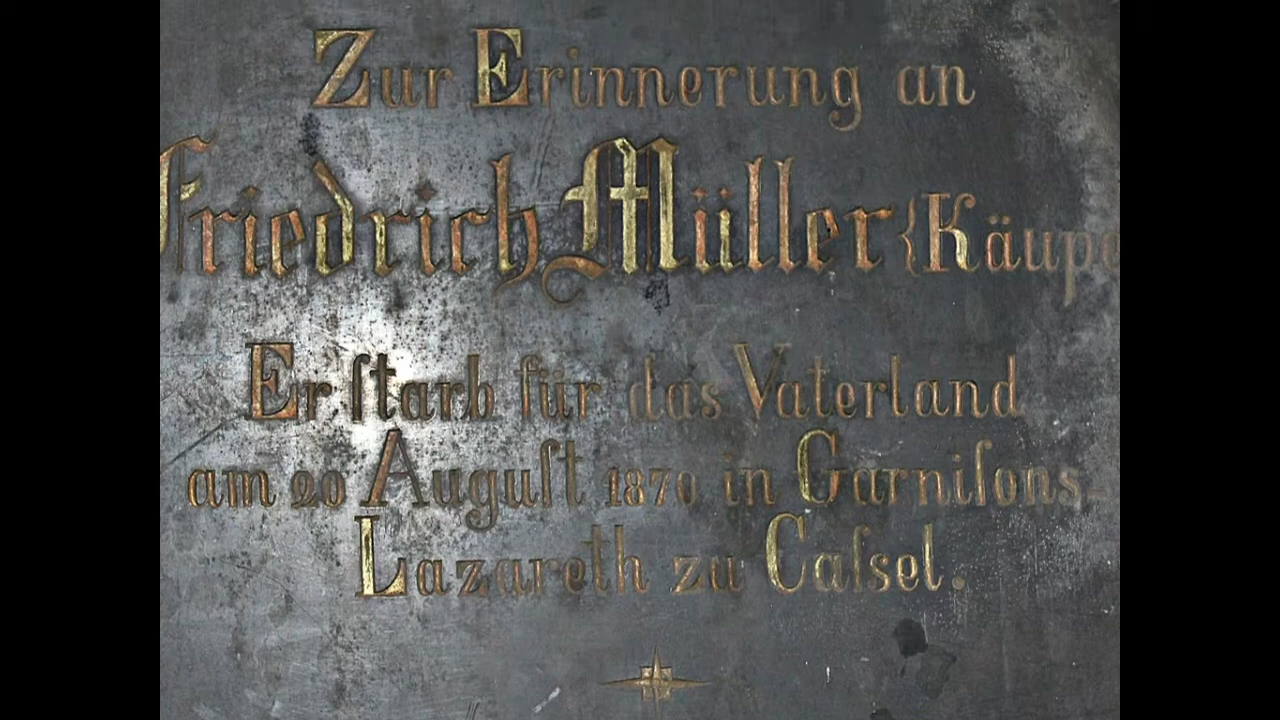 Zur Erinnerung an
Friedrich Müller {Käupe
Er ſtarb für das Vaterland
am 20 Auguſt 1870 in Garniſons-
Lazareth zu Caſsel.